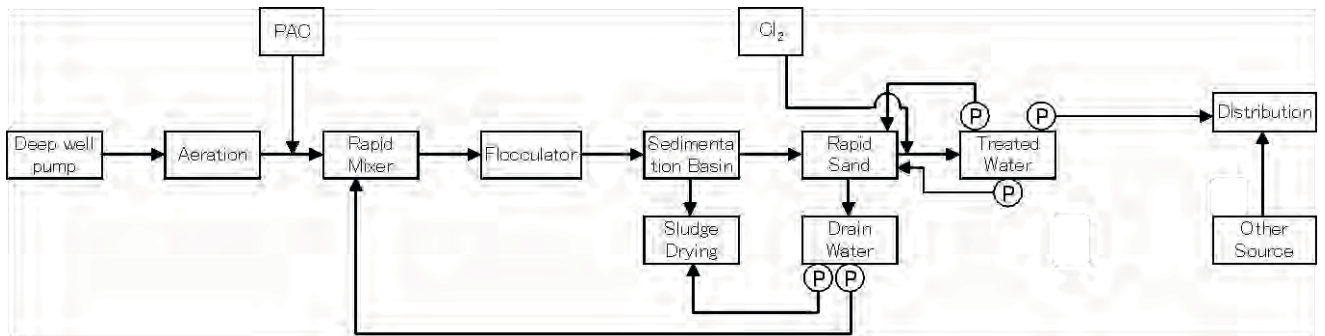 PAC
Cl₂
P
P
Deep well
pump
Aeration
Rapid
Mixer
Flocculator
Sedimenta
tion Basin
Rapid
Sand
Treated
Water
Distribution
P
Sludge
Drying
Drain
Water
Other
Source
P
P